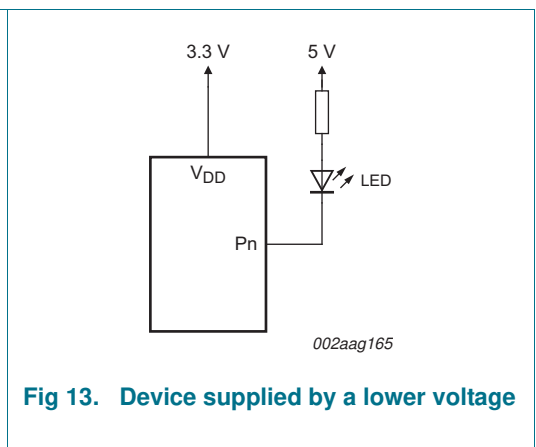 3.3 V 5 V
VDD
LED
Pn
002aag165
Fig 13. Device supplied by a lower voltage